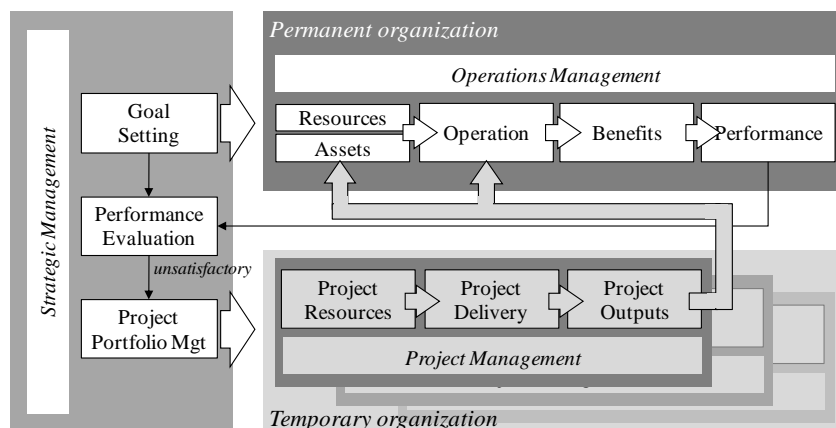 Strategic Management
Goal
Setting
Performance
Evaluation
unsatisfactory
Project
Portfolio Mgt
Permanent organization
Operations Management
Resources
Assets
Operation
Benefits
Performance
Project
Resources
Project
Delivery
Project
Outputs
Project Management
Temporary organization